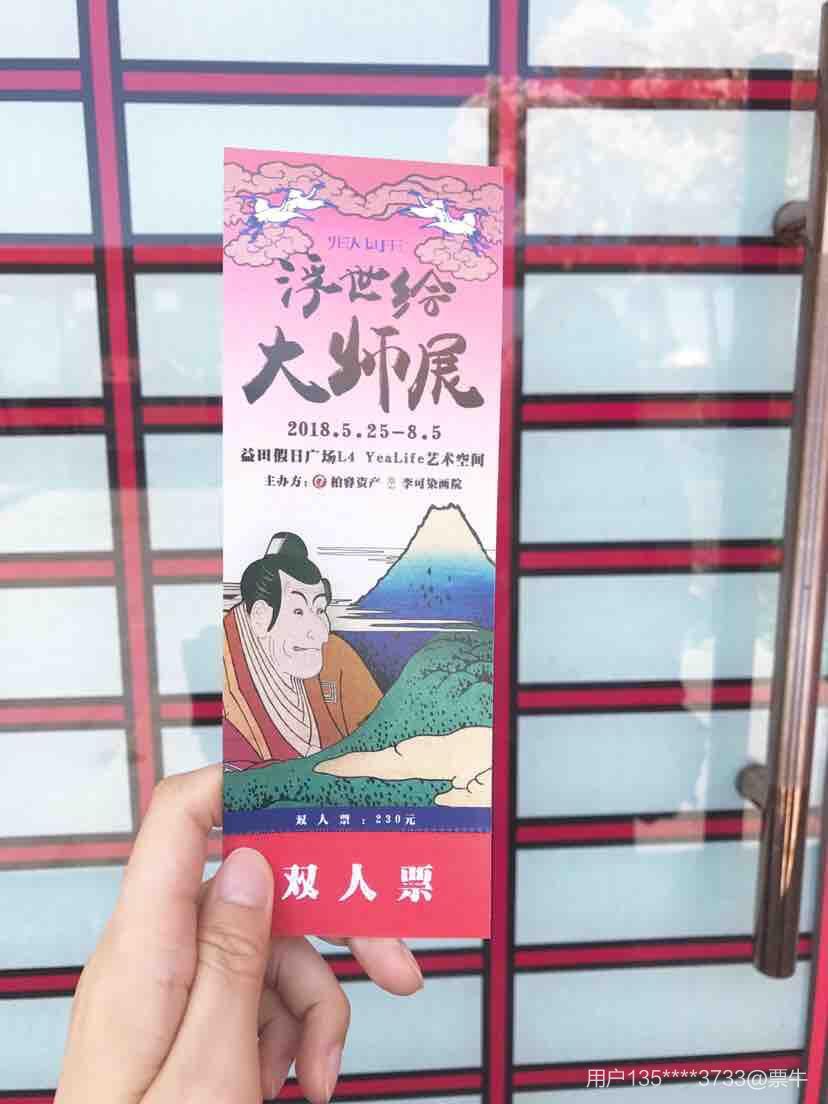 YEA LIFE
浮世绘
大师展
2018.5.25-8.5
益田假日广场L4 YeaLife艺术空间
主办方: 柏睿资产 李可染画院
双人票:230元
双人票
用户135****3733@票牛